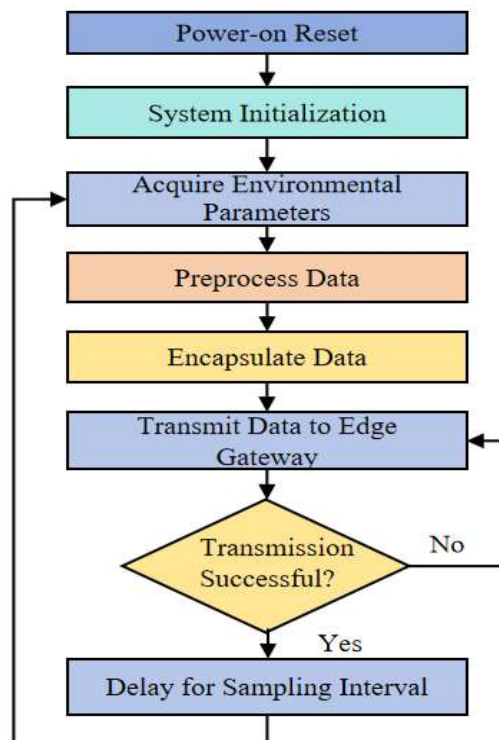 Power-on Reset
System Initialization
Acquire Environmental
Parameters
Preprocess Data
Encapsulate Data
Transmit Data to Edge
Gateway
Transmission
Successful?
No
Yes
Delay for Sampling Interval